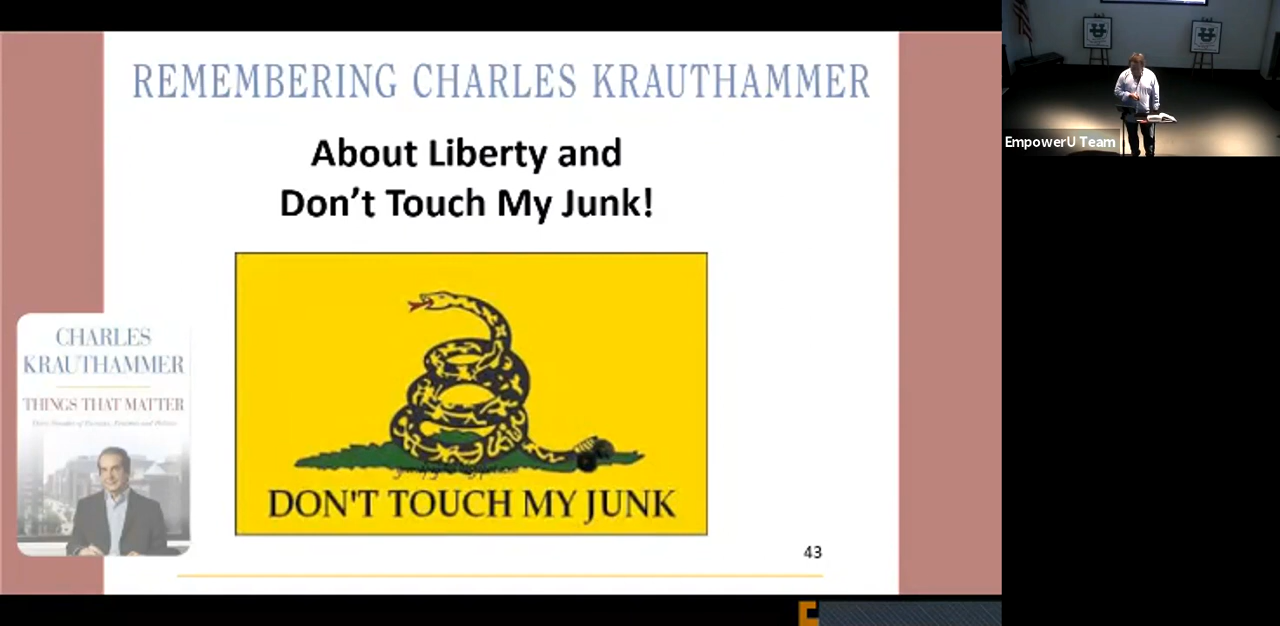 REMEMBERING CHARLES KRAUTHAMMER
About Liberty and
Don't Touch My Junk!
DON'T TOUCH MY JUNK
CHARLES
KRAUTHAMMER
THINGS THAT MATTER
43
EmpowerU Team